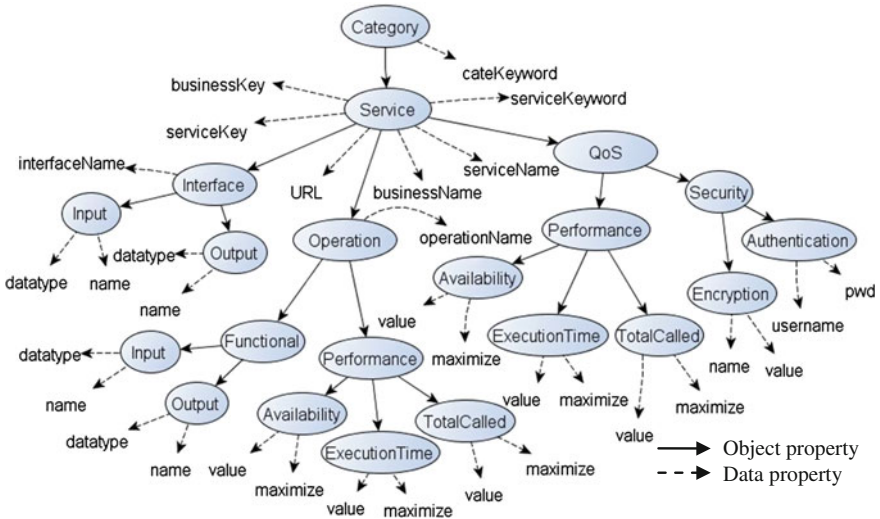 Category
cateKeyword
businessKey
Service
serviceKeyword
serviceKey
QoS
interfaceName
Interface
URL
businessName
serviceName
Security
Input
Operation
operationName
Performance
Authentication
datatype
Output
datatype
name
name
Availability
Encryption
pwd
username
value
maximize
ExecutionTime
TotalCalled
name
value
datatype
Input
Functional
Performance
value
maximize
maximize
name
Output
Availability
TotalCalled
value
datatype
name
value
maximize
ExecutionTime
value
maximize
value
maximize
Object property
Data property